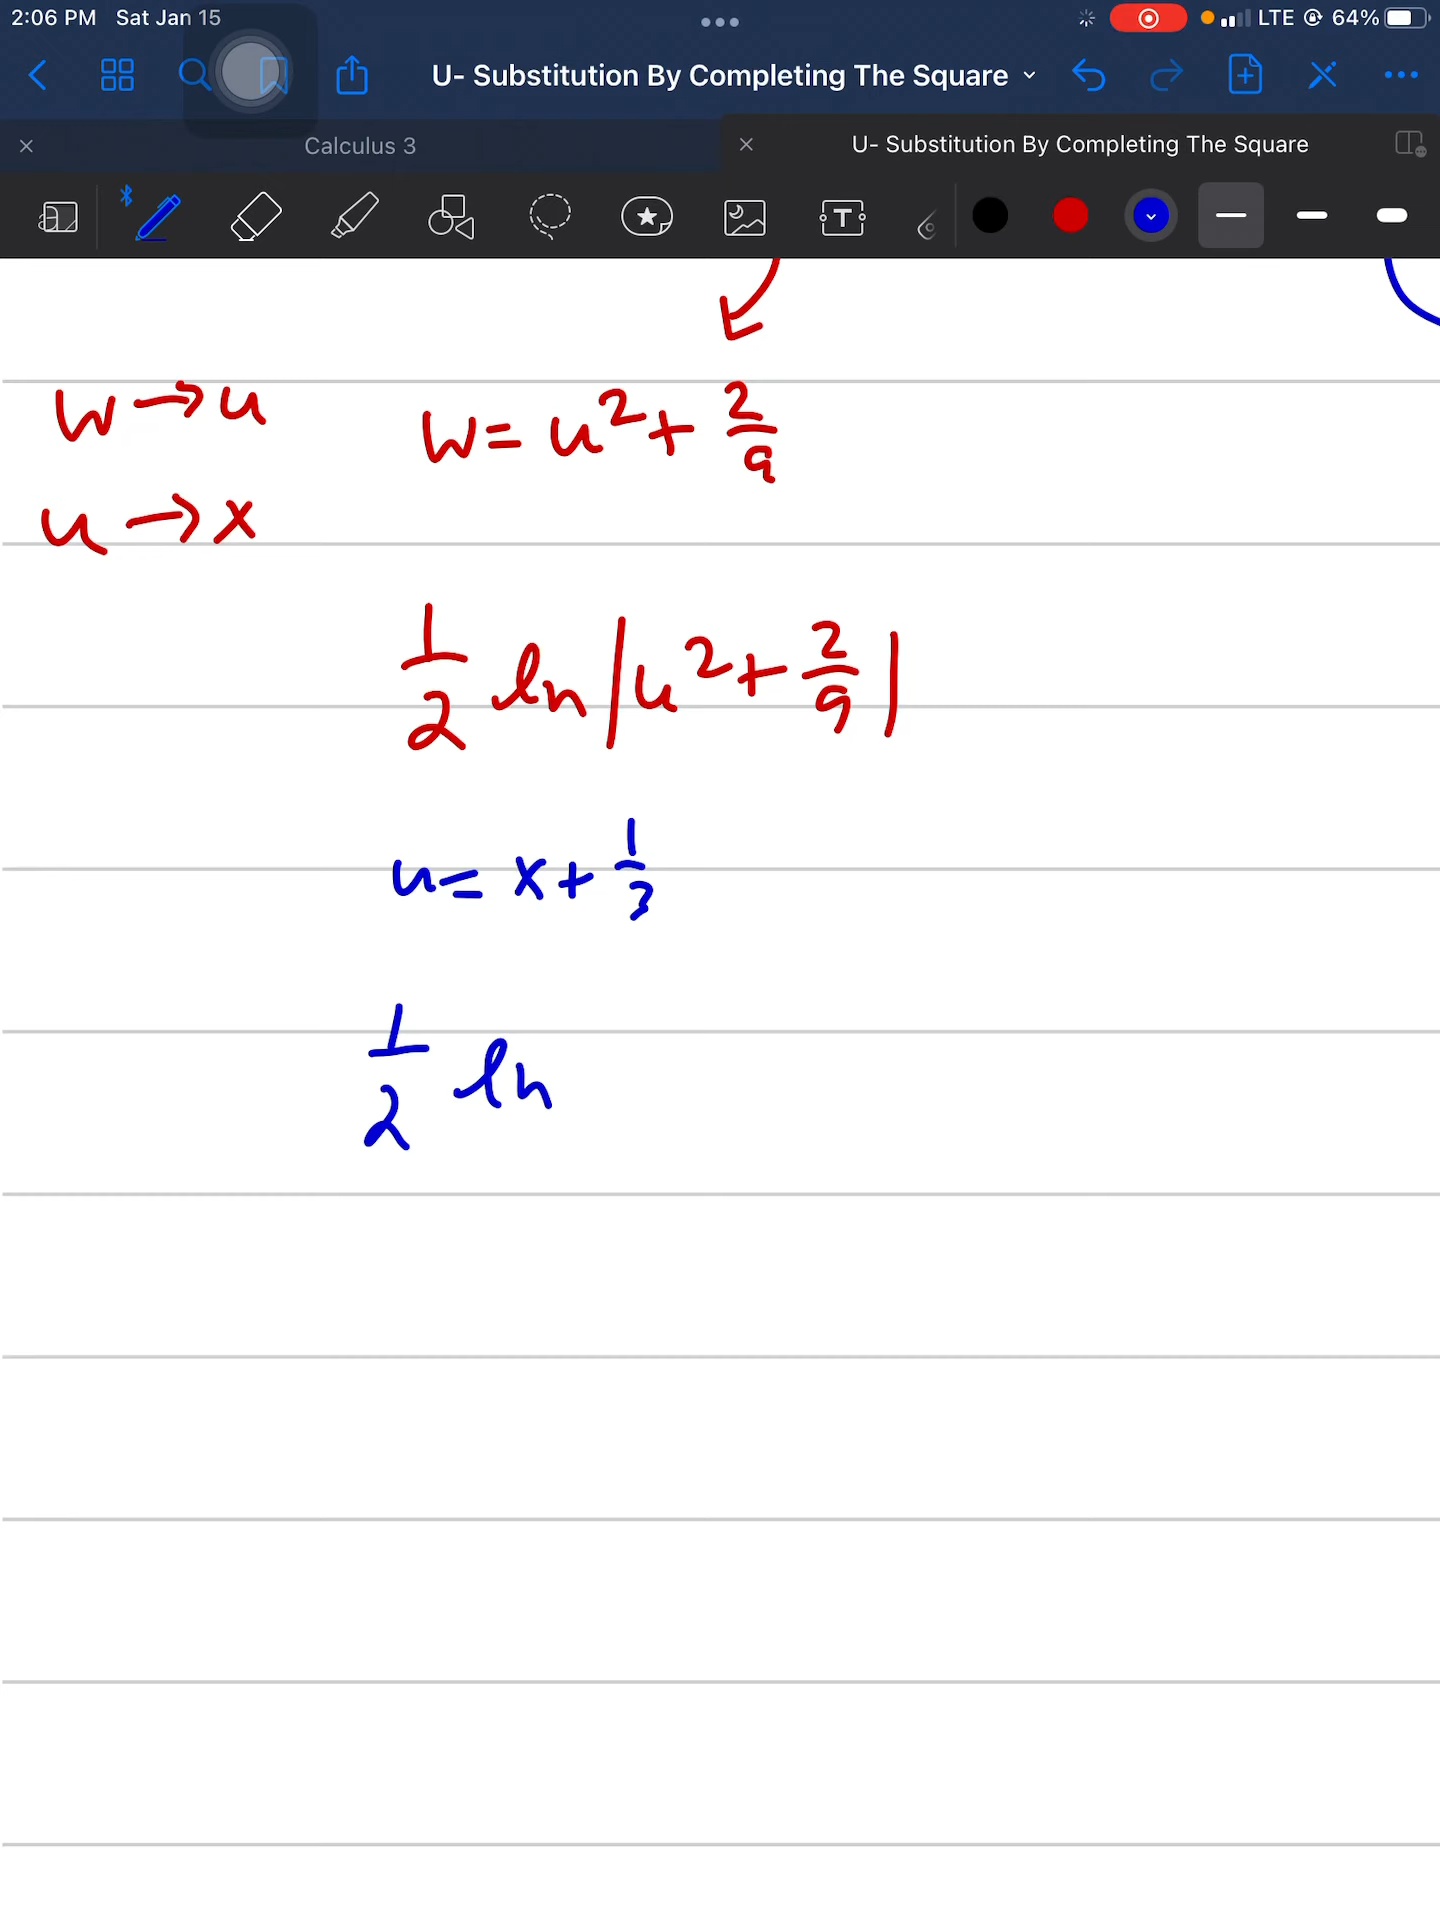 2:06 PM Sat Jan 15
LTE 64%
U- Substitution By Completing The Square
Calculus 3
U- Substitution By Completing The Square
T
W→u W= u²+ 2/9
u→x
1/2 ln|u²+ 2/9|
u= x+ 1/3
1/2 ln